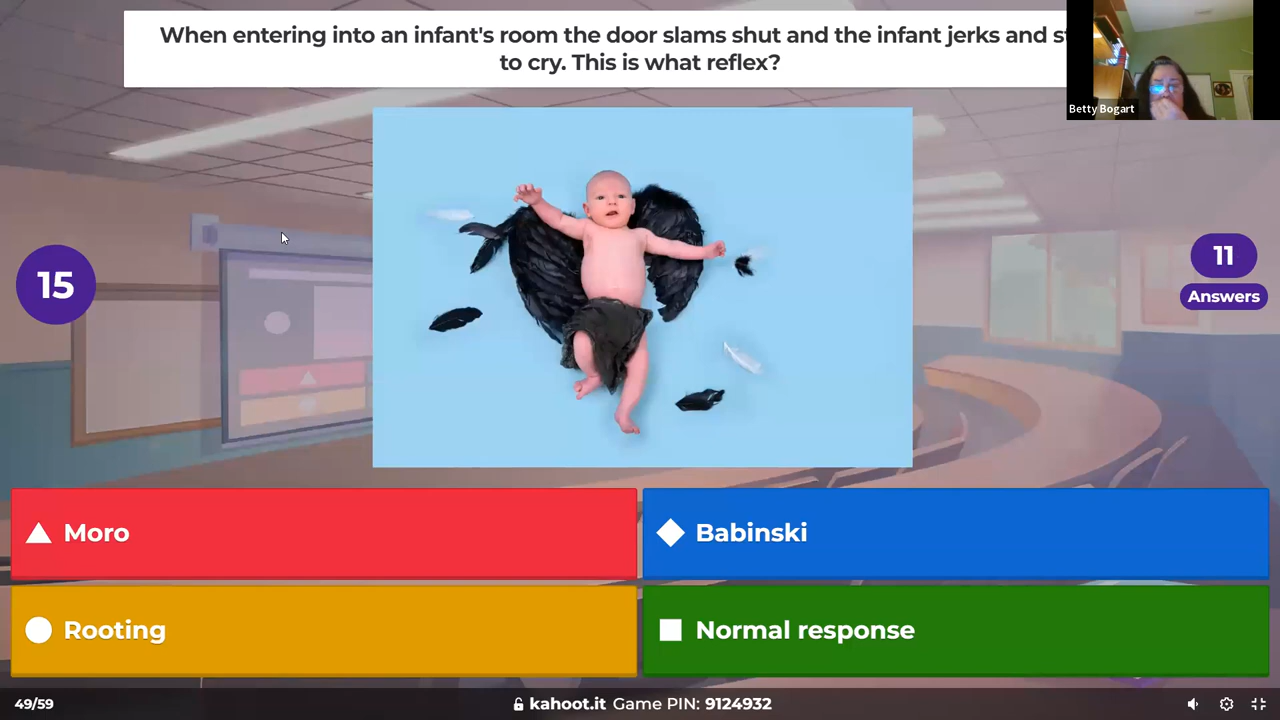 When entering into an infant's room the door slams shut and the infant jerks and
to cry. This is what reflex?
Betty Bogart
15
11
Answers
Moro
Babinski
Rooting
Normal response
49/59
kahoot.it Game PIN: 9124932